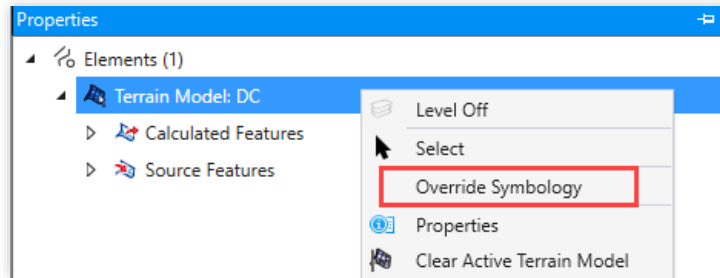 Properties
Elements (1)
Terrain Model: DC
Calculated Features
Source Features
Level Off
Select
Override Symbology
Properties
Clear Active Terrain Model